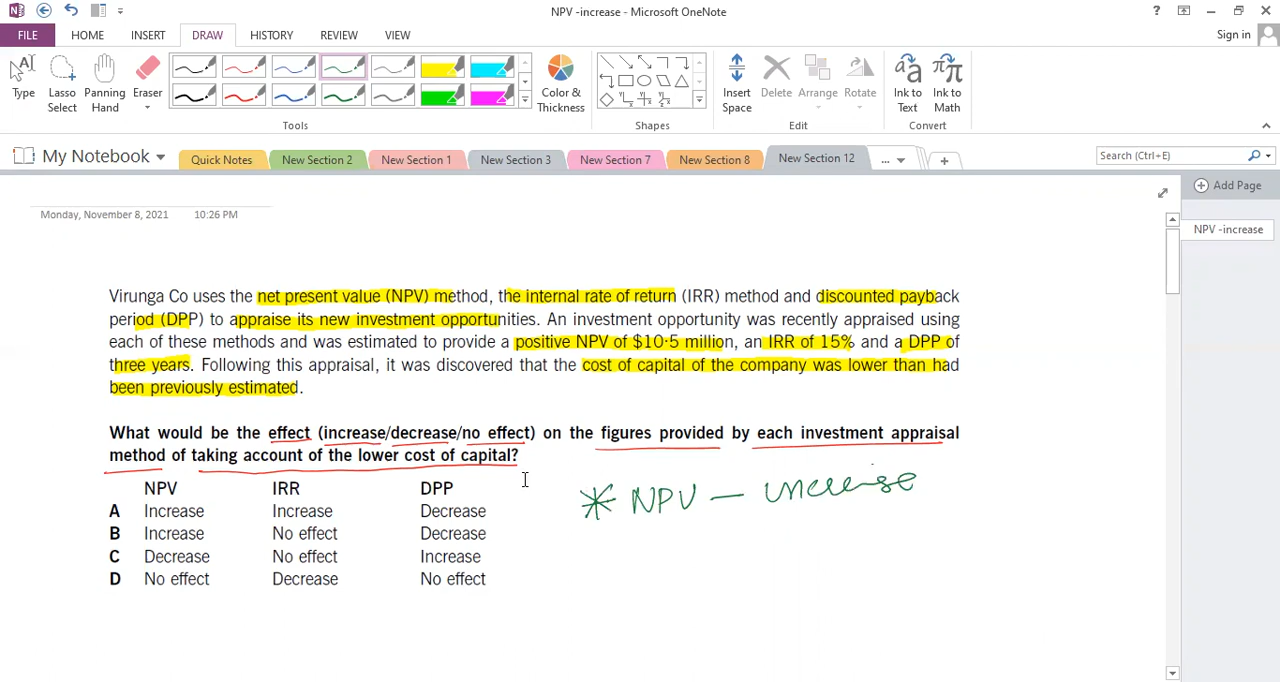 NPV -increase - Microsoft OneNote
FILE HOME INSERT DRAW HISTORY REVIEW VIEW Sign in
Type Lasso Select Panning Hand Eraser Color & Thickness Insert Space Delete Arrange Rotate Ink to Text Ink to Math
Tools Shapes Edit Convert
My Notebook Quick Notes New Section 2 New Section 1 New Section 3 New Section 7 New Section 8 New Section 12 ... Search (Ctrl+E)
Add Page
NPV -increase
Monday, November 8, 2021 10:26 PM
Virunga Co uses the net present value (NPV) method, the internal rate of return (IRR) method and discounted payback
period (DPP) to appraise its new investment opportunities. An investment opportunity was recently appraised using
each of these methods and was estimated to provide a positive NPV of $10·5 million, an IRR of 15% and a DPP of
three years. Following this appraisal, it was discovered that the cost of capital of the company was lower than had
been previously estimated.
What would be the effect (increase/decrease/no effect) on the figures provided by each investment appraisal
method of taking account of the lower cost of capital?
NPV IRR DPP
A Increase Increase Decrease
B Increase No effect Decrease
C Decrease No effect Increase
D No effect Decrease No effect
* NPV — increase